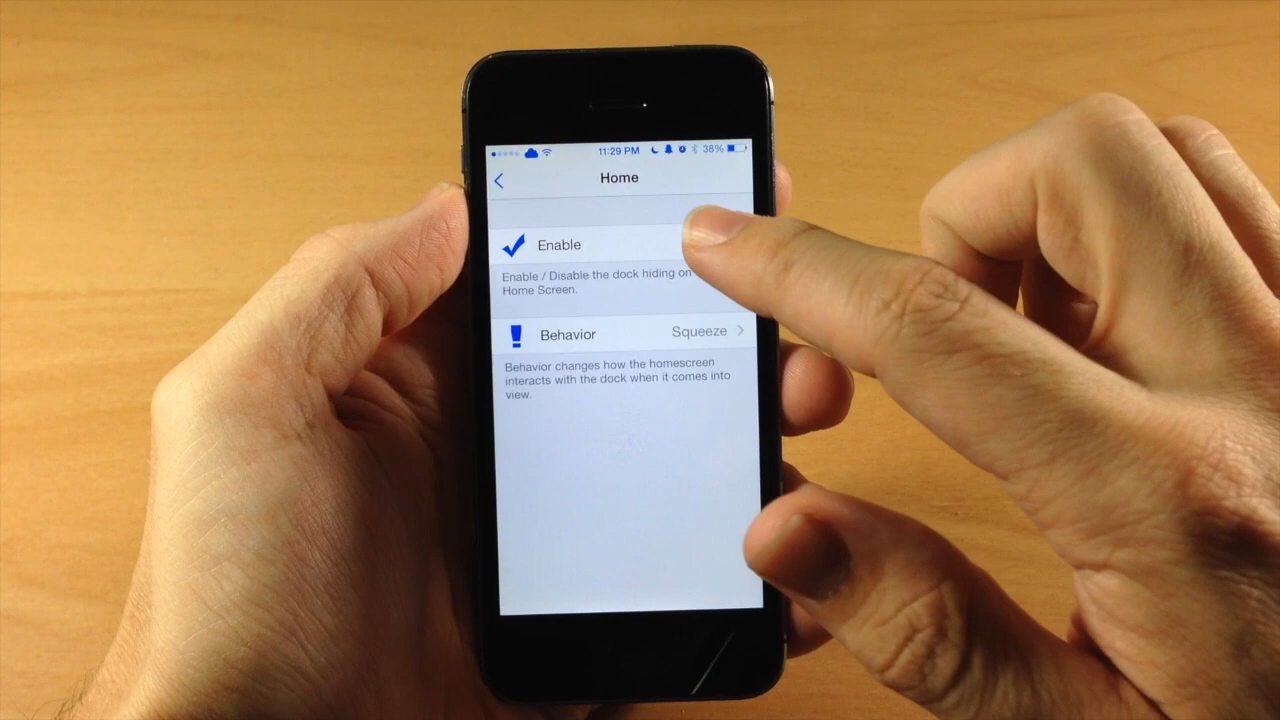 11:29 PM 38%
Home
Enable
Enable / Disable the dock hiding on
Home Screen.
Behavior Squeeze
Behavior changes how the homescreen
interacts with the dock when it comes into
view.